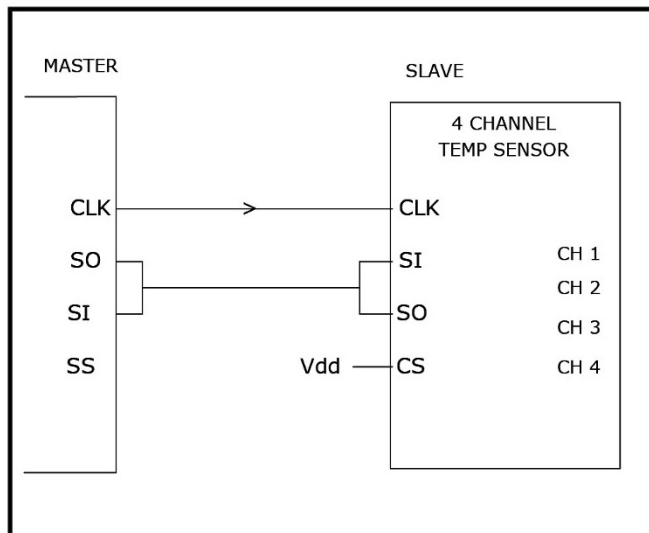 MASTER
SLAVE
4 CHANNEL
TEMP SENSOR
CLK
CLK
SO
SI
CH 1
CH 2
SI
SO
CH 3
SS
Vdd
CS
CH 4